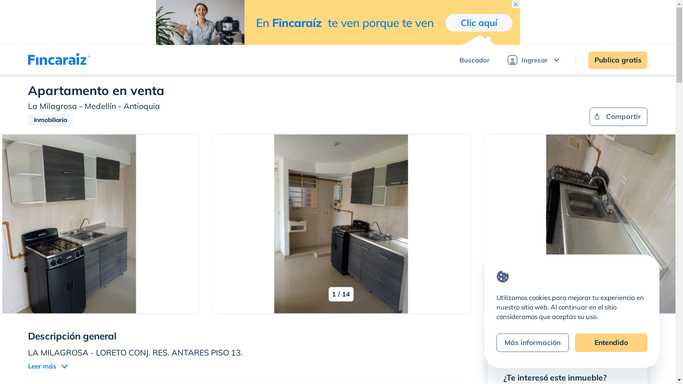 En Fincaraíz te ven porque te ven
Clic aquí
Fincaraiz
Buscador
Ingresar
Publica gratis
Apartamento en venta
La Milagrosa - Medellín - Antioquia
Inmobiliaria
Compartir
1 / 14
Utilizamos cookies para mejorar tu experiencia en
nuestro sitio web. Al continuar en el sitio
consideramos que aceptas su uso.
Más información
Entendido
Descripción general
LA MILAGROSA - LORETO CONJ. RES. ANTARES PISO 13.
Leer más
¿Te interesó este inmueble?